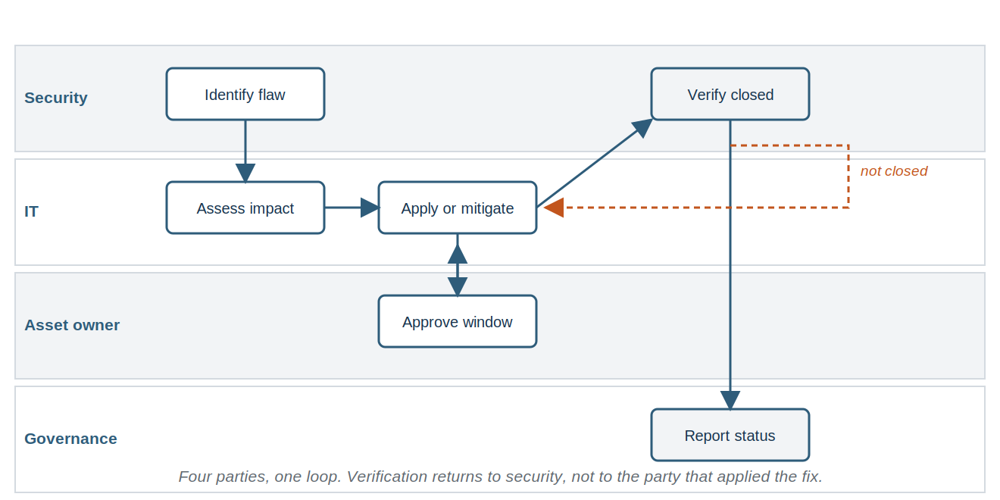 Security
Identify flaw
Verify closed
not closed
IT
Assess impact
Apply or mitigate
Asset owner
Approve window
Governance
Report status
Four parties, one loop. Verification returns to security, not to the party that applied the fix.